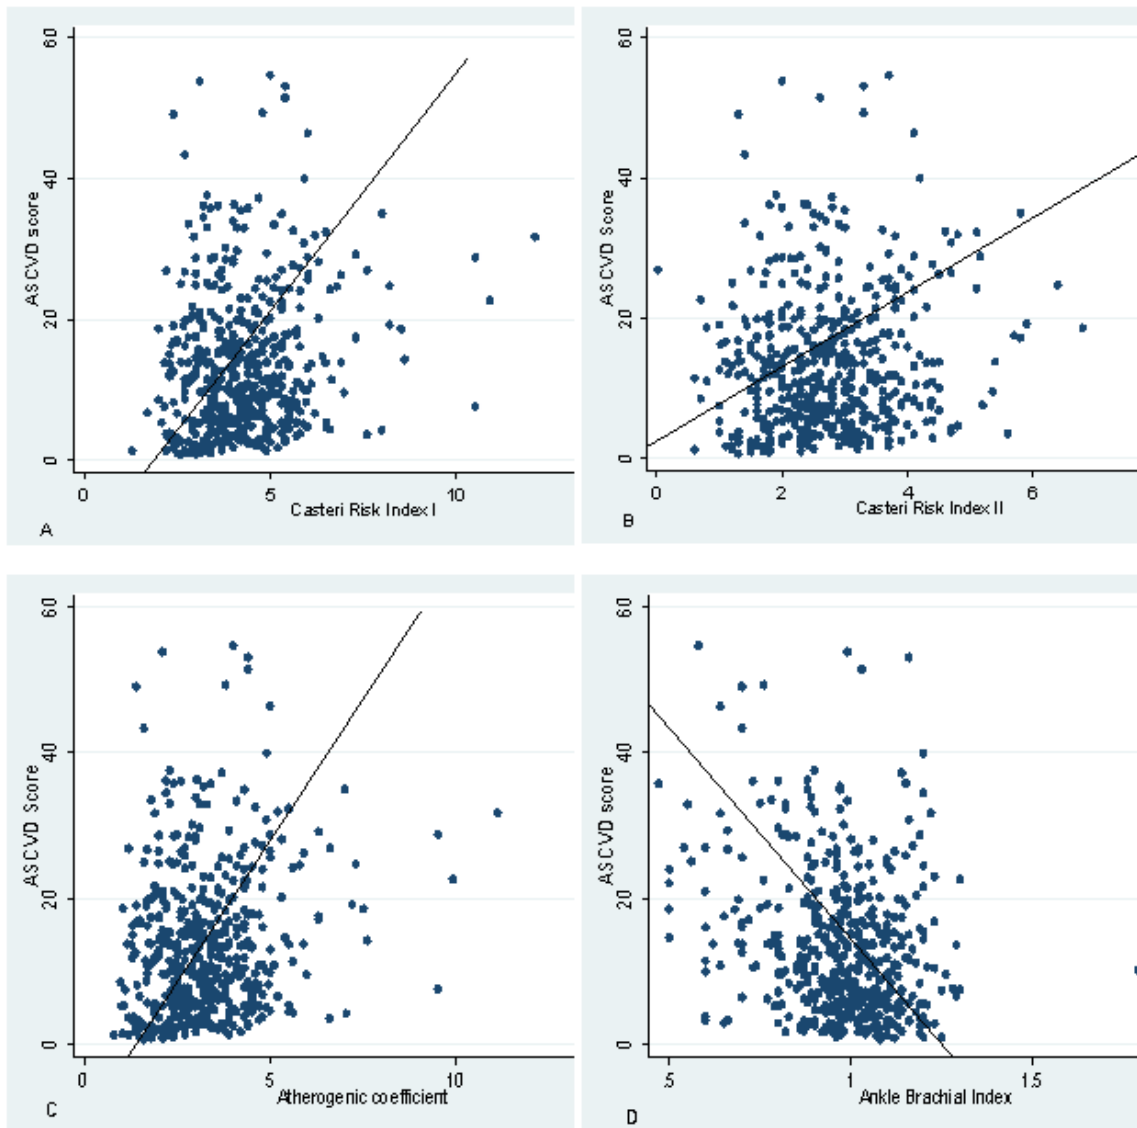 60
40
20
0
ASCVD score
0 5 10
Casteri Risk Index I
A
60
40
20
0
ASCVD Score
0 2 4 6
Casteri Risk Index II
B
60
40
20
0
ASCVD Score
0 5 10
Atherogenic coefficient
C
60
40
20
0
ASCVD score
.5 1 1.5
Ankle Brachial Index
D